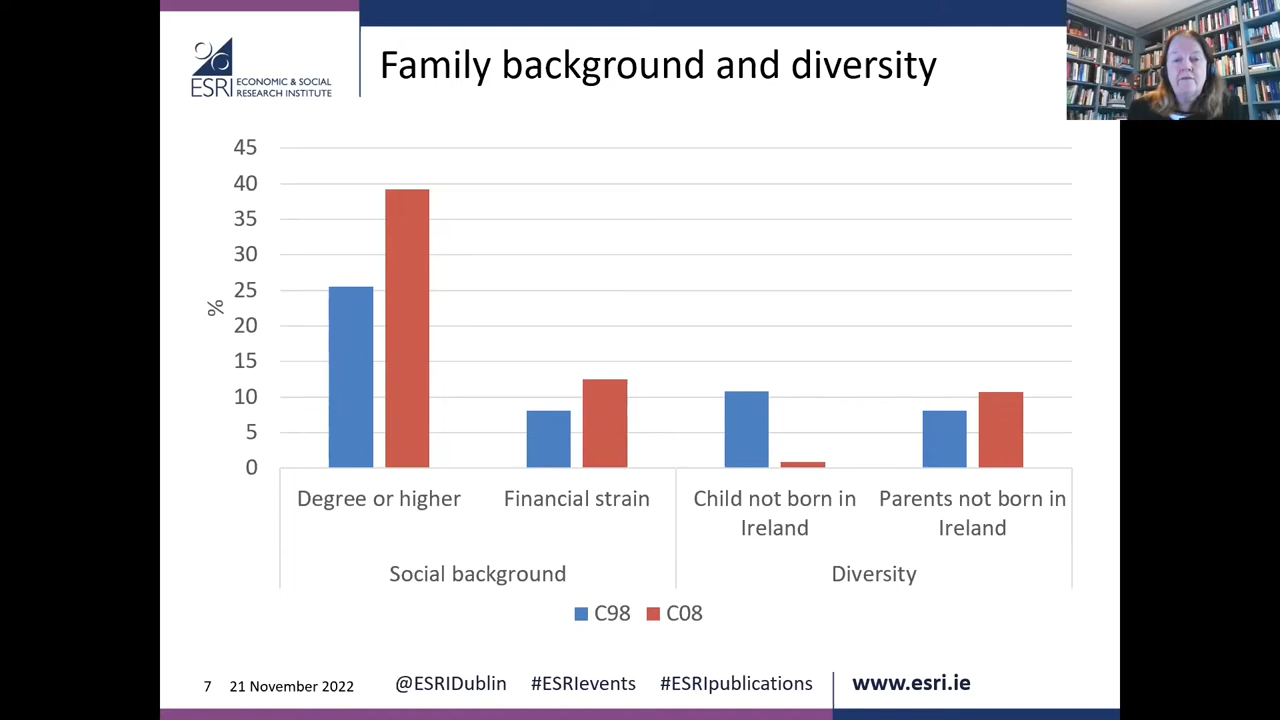 ESRI
ECONOMIC & SOCIAL
RESEARCH INSTITUTE
Family background and diversity
45
40
35
30
25
20
15
10
5
0
%
Degree or higher
Financial strain
Child not born in
Ireland
Parents not born in
Ireland
Social background
Diversity
C98
C08
7 21 November 2022 @ESRIDublin #ESRIevents #ESRIpublications www.esri.ie